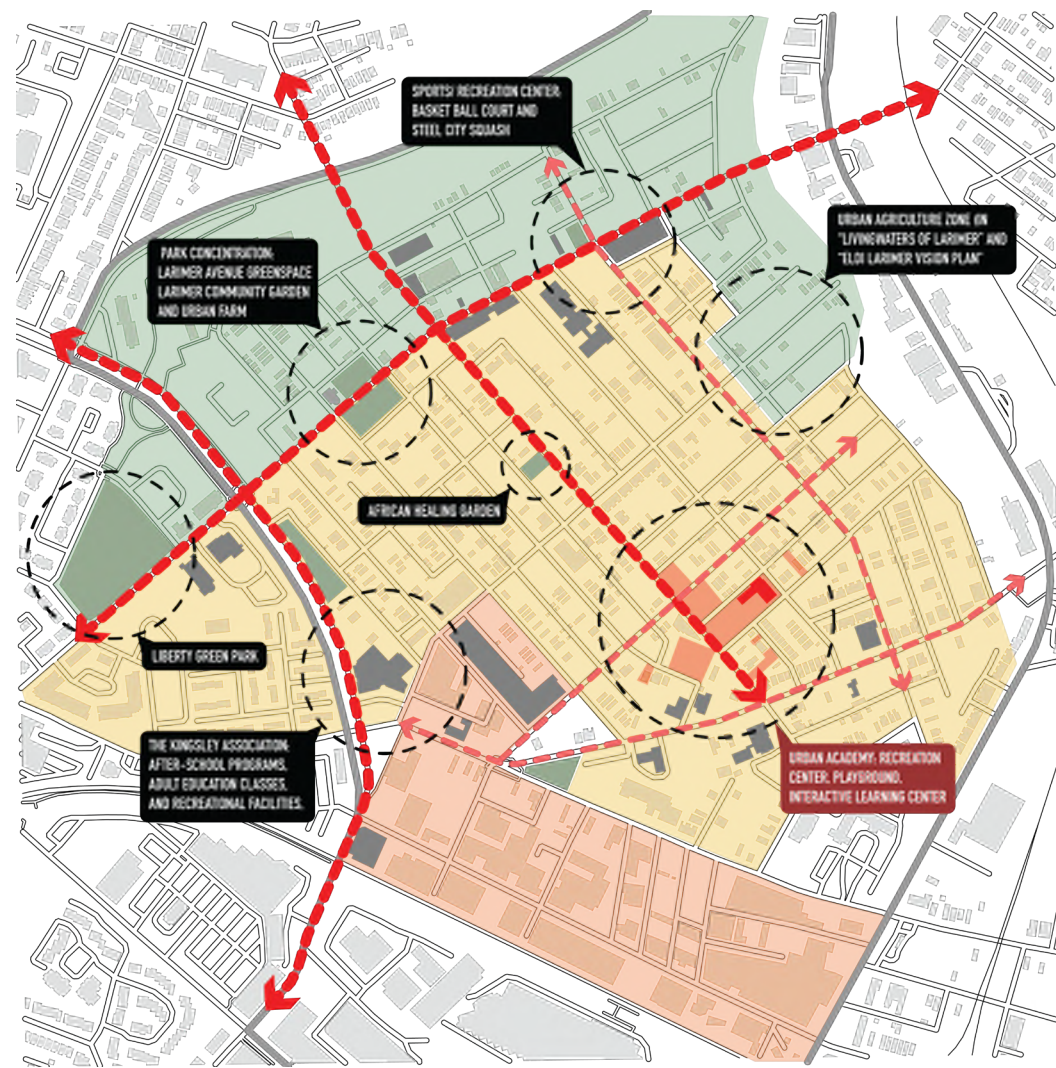 SPORTS/ RECREATION CENTER:
BASKET BALL COURT AND
STEEL CITY SQUASH
URBAN AGRICULTURE ZONE (IN
"LIVINGWATERS OF LARIMER" AND
"ELDI LARIMER VISION PLAN"
PARK CONCENTRATION:
LARIMER AVENUE GREENSPACE
LARIMER COMMUNITY GARDEN
AND URBAN FARM
AFRICAN HEALING GARDEN
LIBERTY GREEN PARK
THE KINGSLEY ASSOCIATION:
AFTER-SCHOOL PROGRAMS,
ADULT EDUCATION CLASSES,
AND RECREATIONAL FACILITIES.
URBAN ACADEMY: RECREATION
CENTER, PLAYGROUND,
INTERACTIVE LEARNING CENTER